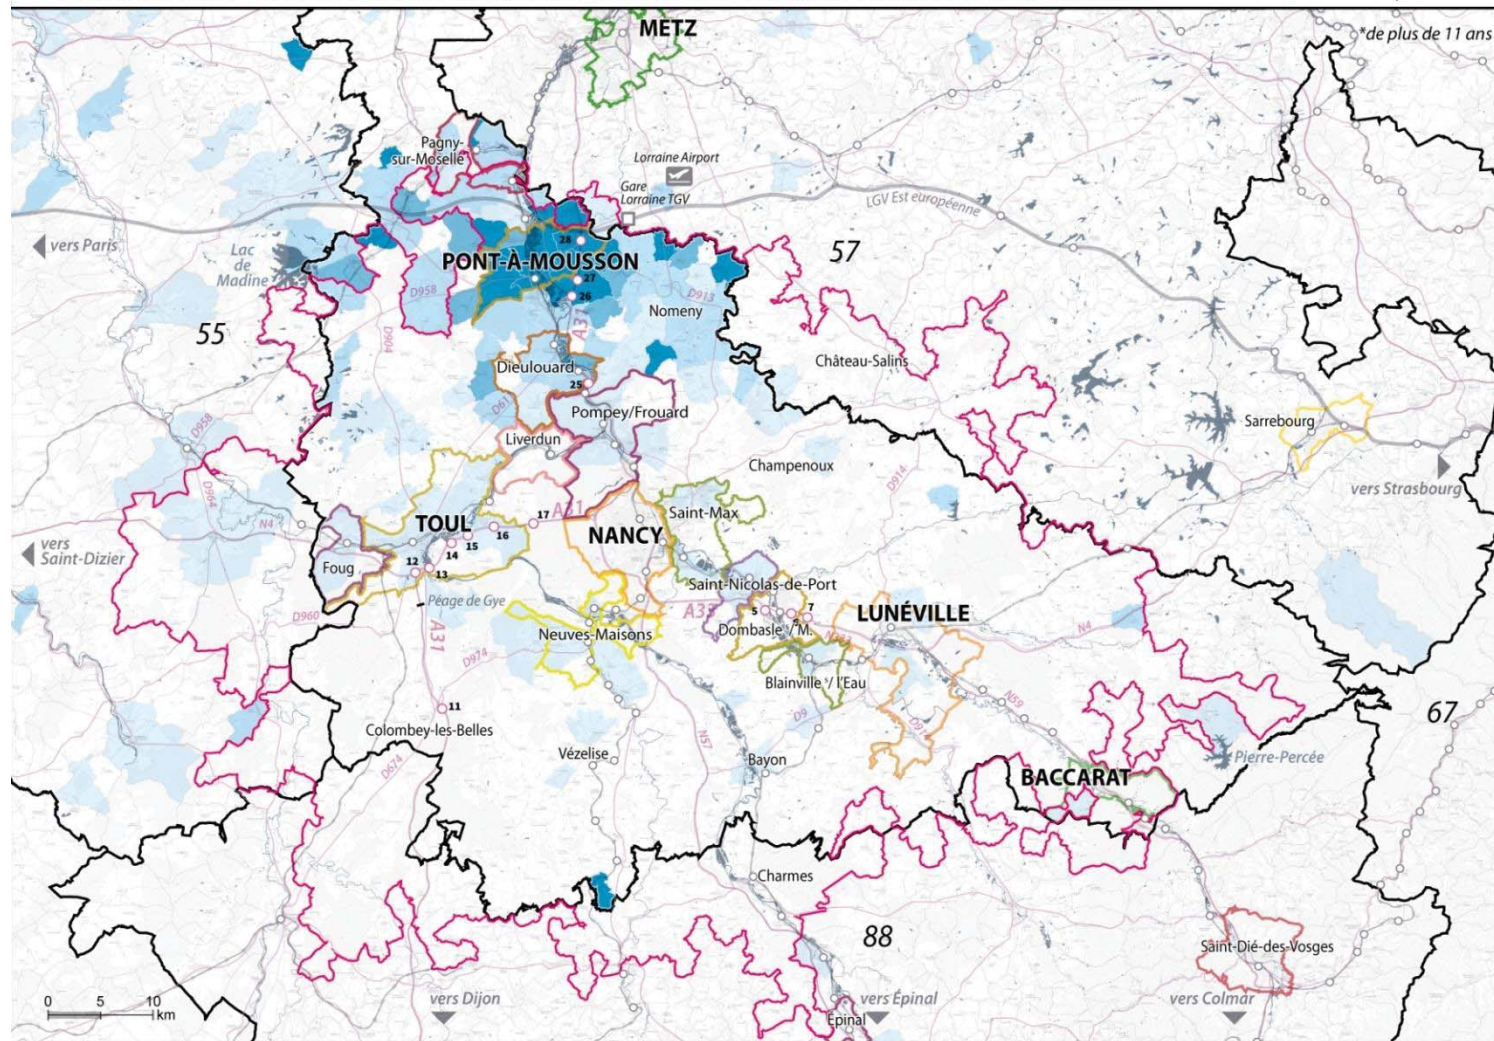 METZ
*de plus de 11 ans
Pagny-
sur-Moselle
Lorraine Airport
Gare
Lorraine TGV
LGV Est européenne
vers Paris
Lac
de
Madine
57
28
PONT-À-MOUSSON
27
26
D958
D913
A31
Nomeny
55
D904
Château-Salins
Dieulouard
25
D61
Pompey/Frouard
Sarrebourg
D958
Liverdun
Champenoux
D914
vers Strasbourg
D964
N4
Saint-Max
17
A31
TOUL
16
NANCY
15
14
vers
Saint-Dizier
Foug
12
13
Saint-Nicolas-de-Port
Péage de Gye
D960
A33
5
7
LUNÉVILLE
N4
Neuves-Maisons
Dombasle / M.
A31
D974
Blainville / l'Eau
N59
11
D9
67
Colombey-les-Belles
N57
Vézelise
Bayon
Pierre-Percée
D674
BACCARAT
Charmes
88
Saint-Dié-des-Vosges
0 5 10
km
vers Dijon
vers Épinal
vers Colmar
Épinal